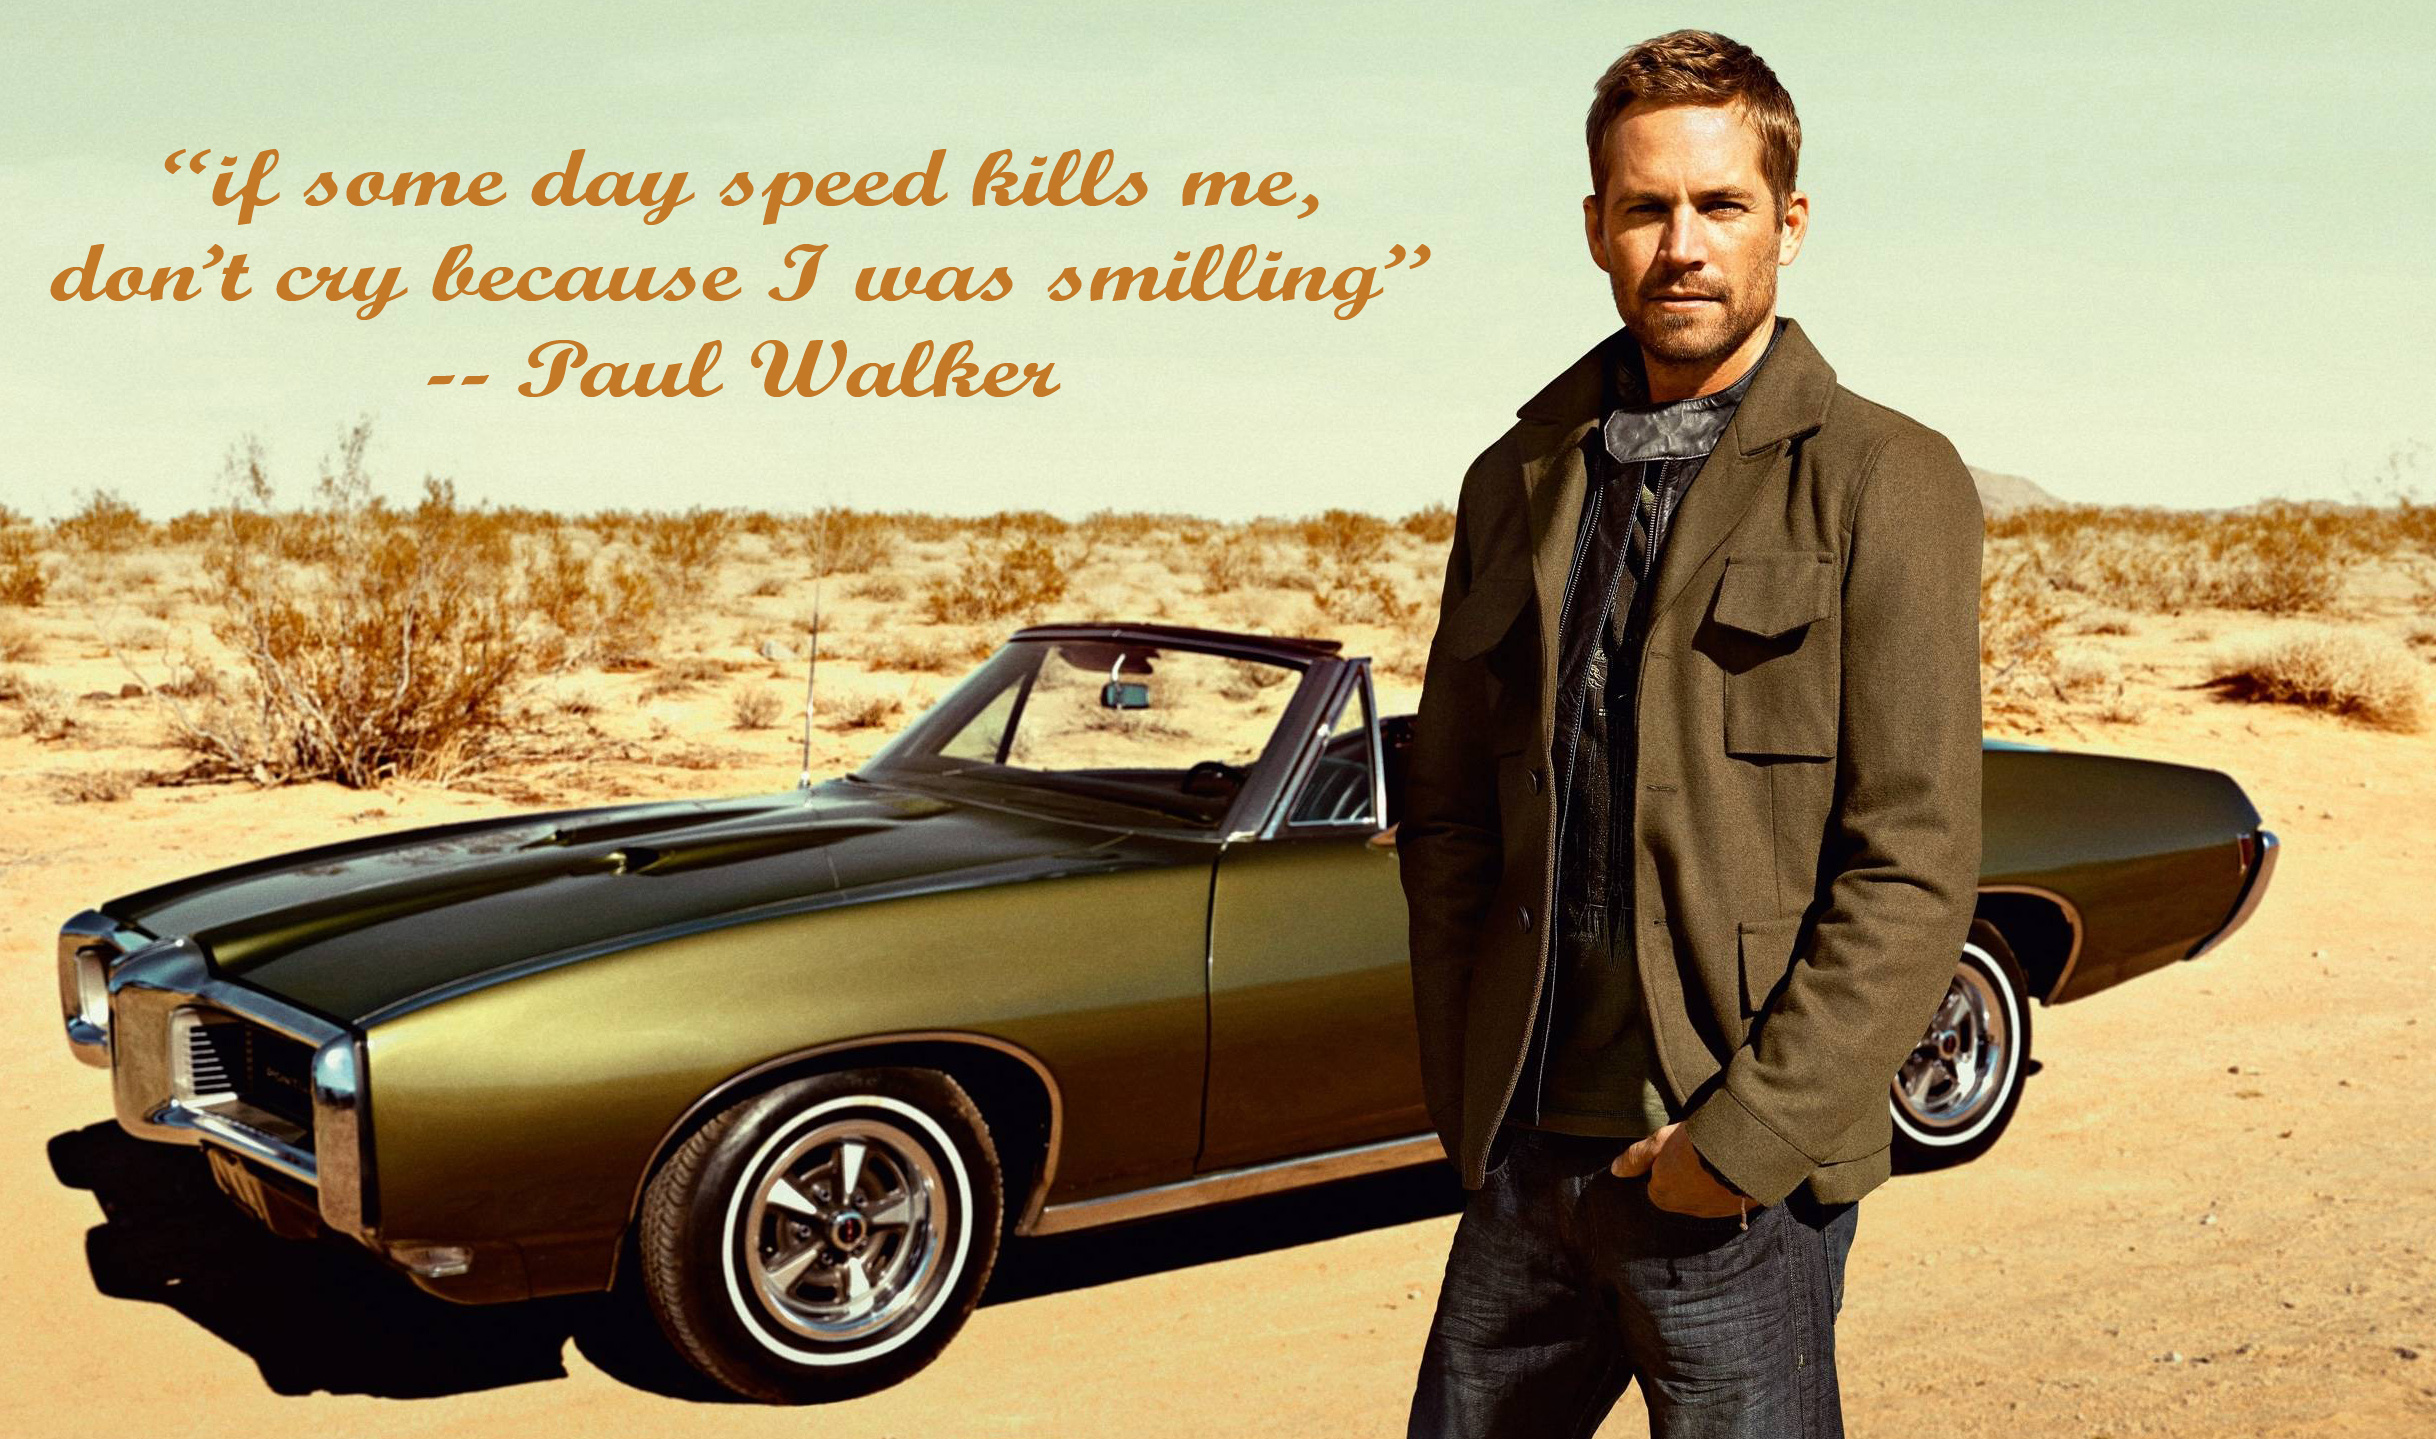 “if some day speed kills me,
don’t cry because I was smilling”
-- Paul Walker